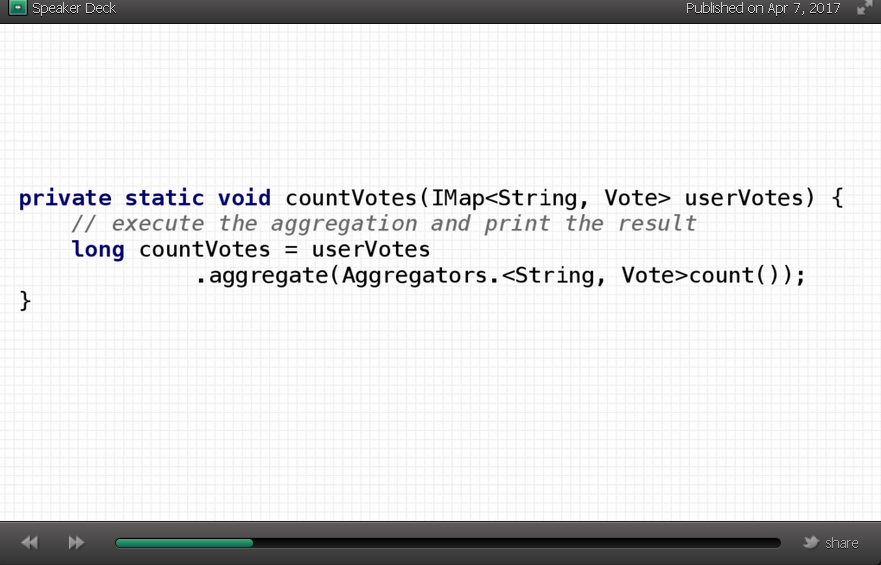 Speaker Deck
Published on Apr 7, 2017
private static void countVotes(IMap<String, Vote> userVotes) {
// execute the aggregation and print the result
long countVotes = userVotes
.aggregate(Aggregators.<String, Vote>count());
}
share